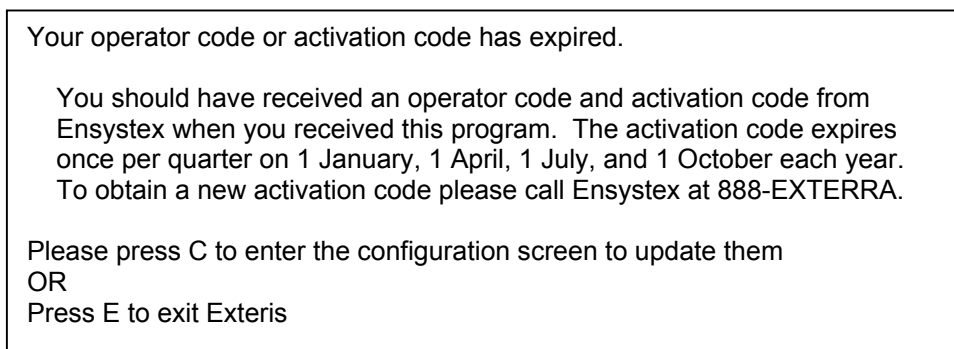 Your operator code or activation code has expired.
You should have received an operator code and activation code from
Ensystex when you received this program.  The activation code expires
once per quarter on 1 January, 1 April, 1 July, and 1 October each year.
To obtain a new activation code please call Ensystex at 888-EXTERRA.
Please press C to enter the configuration screen to update them
OR
Press E to exit Exteris